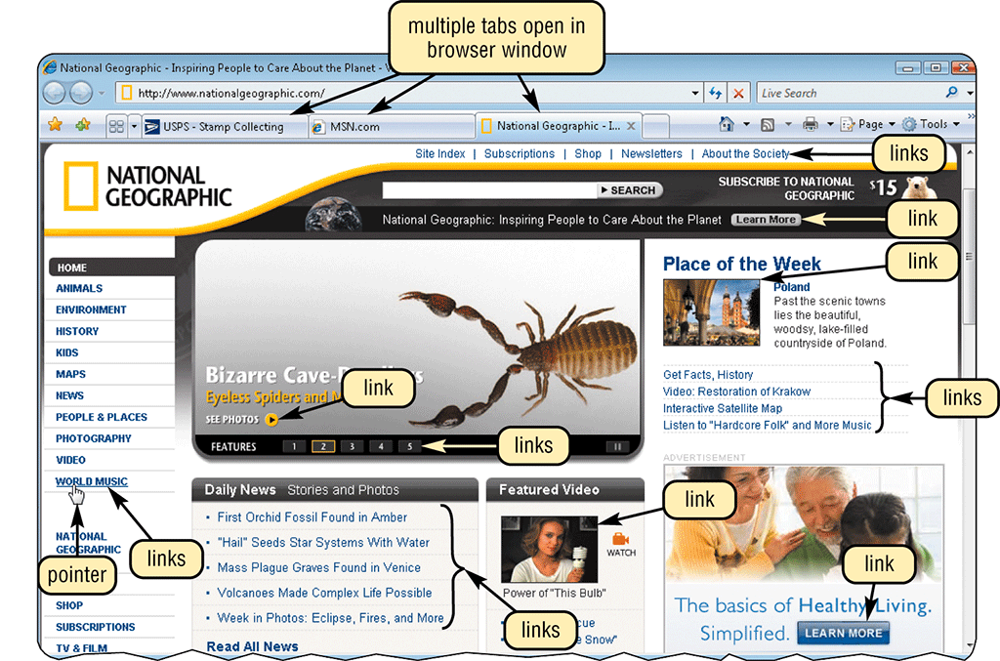 multiple tabs open in
browser window
National Geographic - Inspiring People to Care About the Planet -
http://www.nationalgeographic.com/
Live Search
USPS - Stamp Collecting
MSN.com
National Geographic - I...
Page
Tools
Site Index | Subscriptions | Shop | Newsletters | About the Society
links
NATIONAL
GEOGRAPHIC
SEARCH
SUBSCRIBE TO NATIONAL
GEOGRAPHIC
$15
National Geographic: Inspiring People to Care About the Planet
Learn More
link
HOME
ANIMALS
ENVIRONMENT
HISTORY
KIDS
MAPS
NEWS
PEOPLE & PLACES
PHOTOGRAPHY
VIDEO
WORLD MUSIC
NATIONAL
GEOGRAPHIC
SHOP
SUBSCRIPTIONS
TV & FILM
pointer
links
Bizarre
Eyeless Spiders and
SEE PHOTOS
link
FEATURES 1 2 3 4 5
links
Place of the Week
link
Poland
Past the scenic towns
lies the beautiful,
woodsy, lake-filled
countryside of Poland.
Get Facts, History
Video: Restoration of Krakow
Interactive Satellite Map
Listen to "Hardcore Folk" and More Music
links
Daily News Stories and Photos
First Orchid Fossil Found in Amber
"Hail" Seeds Star Systems With Water
Mass Plague Graves Found in Venice
Volcanoes Made Complex Life Possible
Week in Photos: Eclipse, Fires, and More
Read All News
links
Featured Video
link
WATCH
Power of "This Bulb"
Snow"
ADVERTISEMENT
link
The basics of Healthy Living.
Simplified.
LEARN MORE